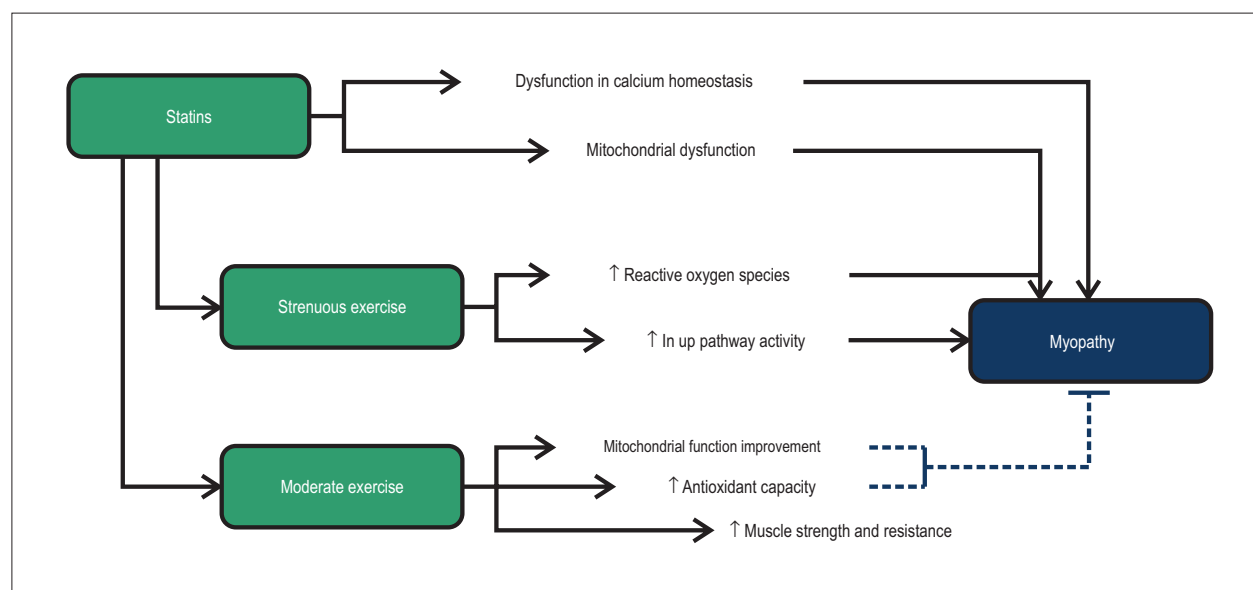 Dysfunction in calcium homeostasis
Statins
Mitochondrial dysfunction
↑ Reactive oxygen species
Strenuous exercise
↑ In up pathway activity
Myopathy
Mitochondrial function improvement
Moderate exercise
↑ Antioxidant capacity
↑ Muscle strength and resistance